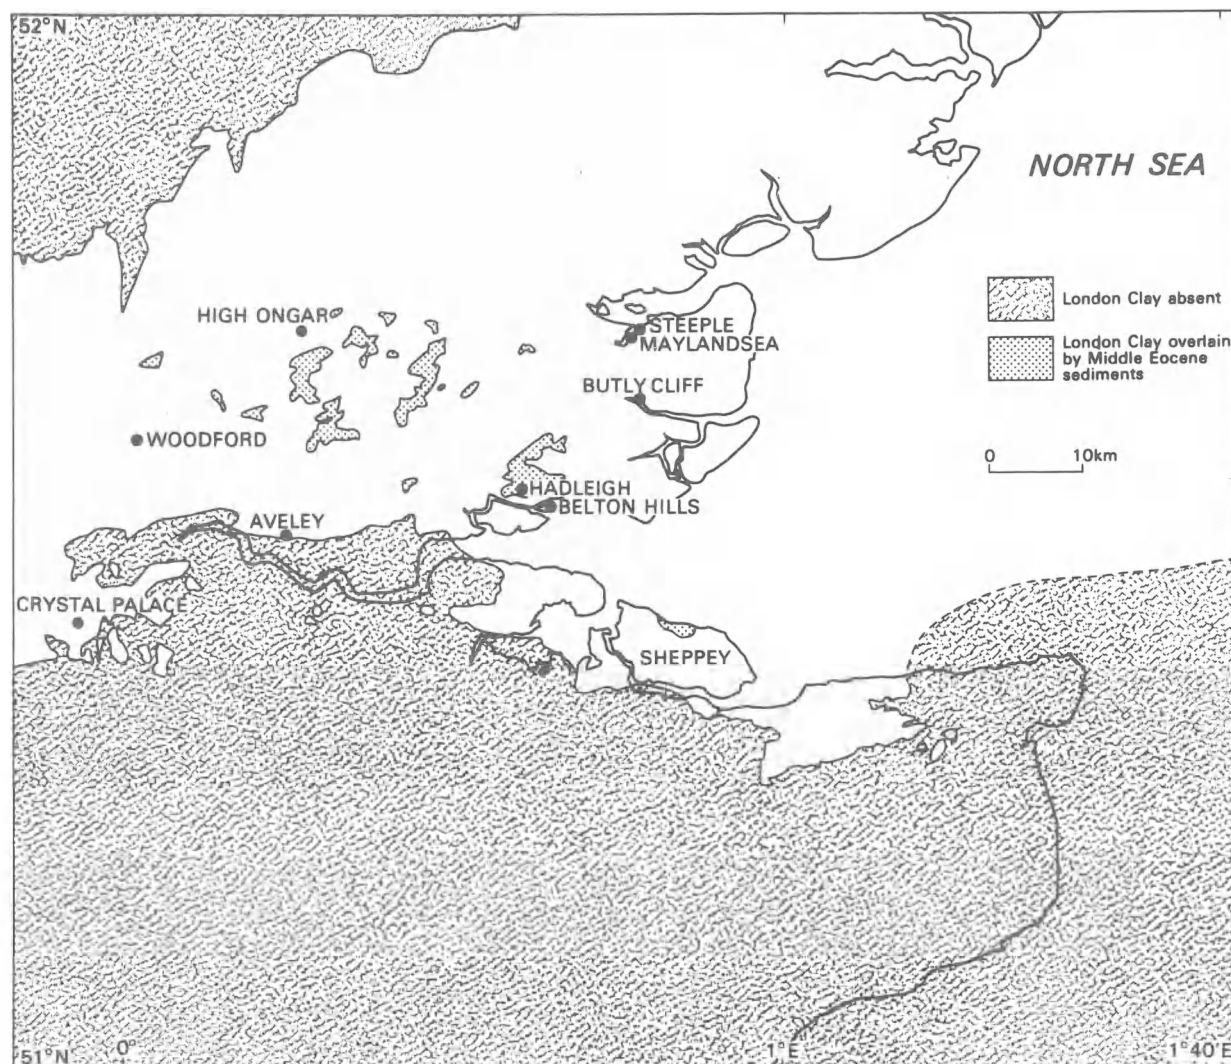 52°N
NORTH SEA
London Clay absent
HIGH ONGAR
STEEPLE
MAYLANDSEA
London Clay overlain
by Middle Eocene
sediments
BUTLY CLIFF
WOODFORD
0 10km
HADLEIGH
BELTON HILLS
AVELEY
CRYSTAL PALACE
SHEPPEY
51°N 0° 1°E 1°40'E